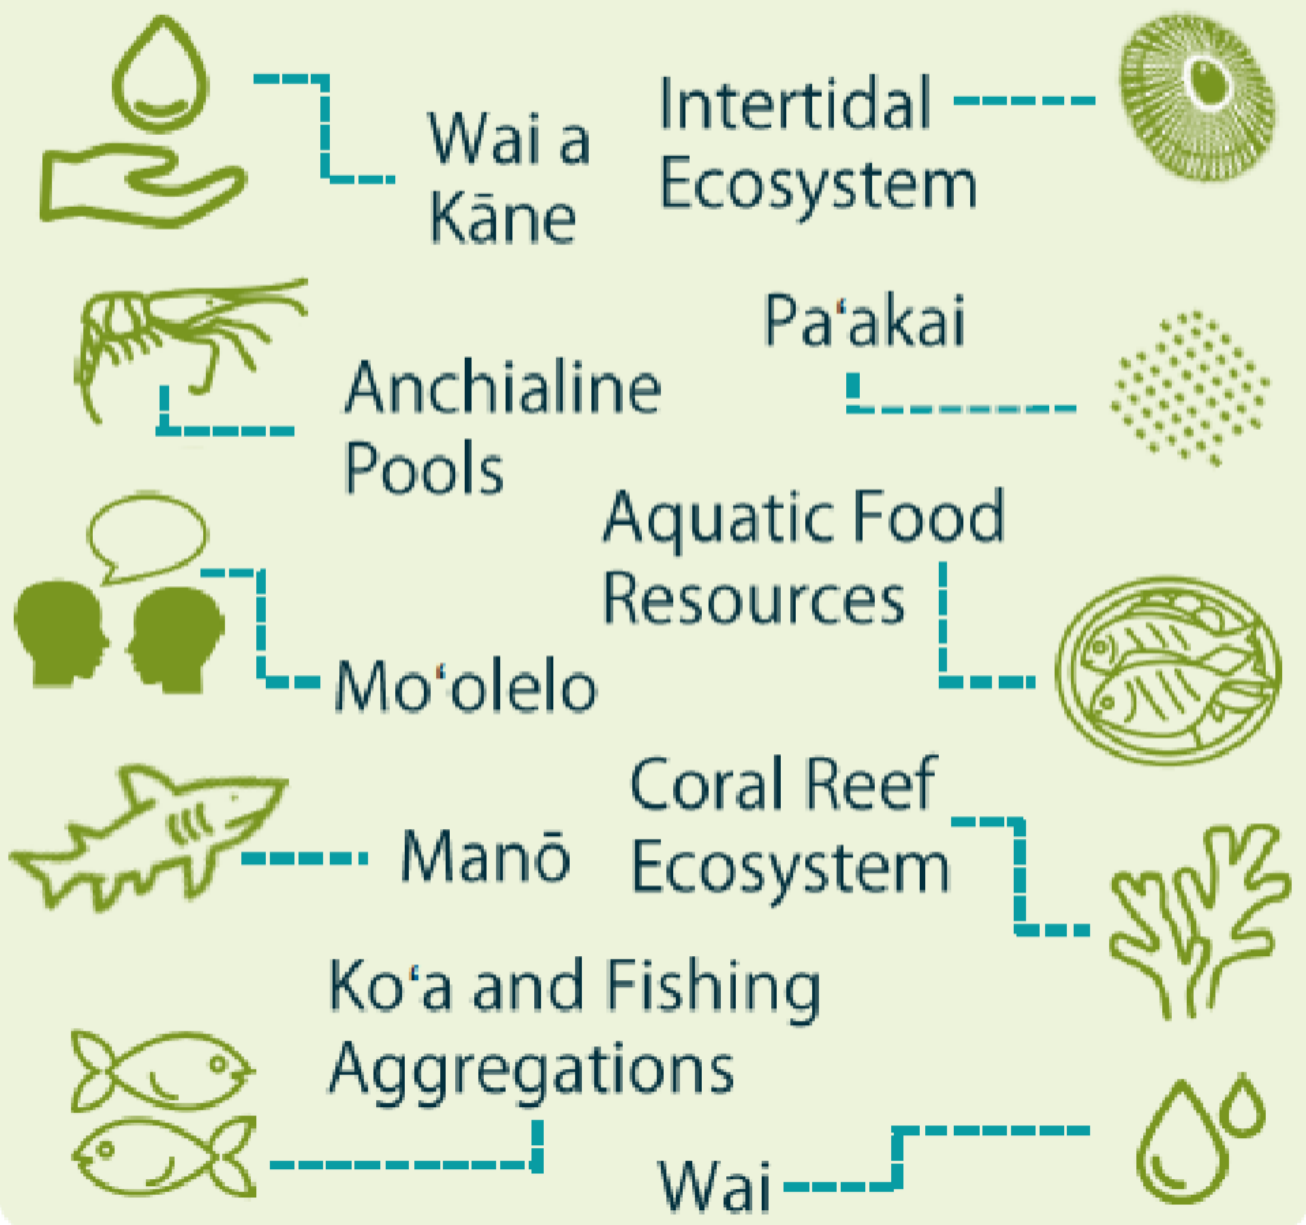 Wai a
Kāne
Intertidal
Ecosystem
Anchialine
Pools
Paʻakai
Aquatic Food
Resources
Moʻolelo
Manō
Coral Reef
Ecosystem
Koʻa and Fishing
Aggregations
Wai